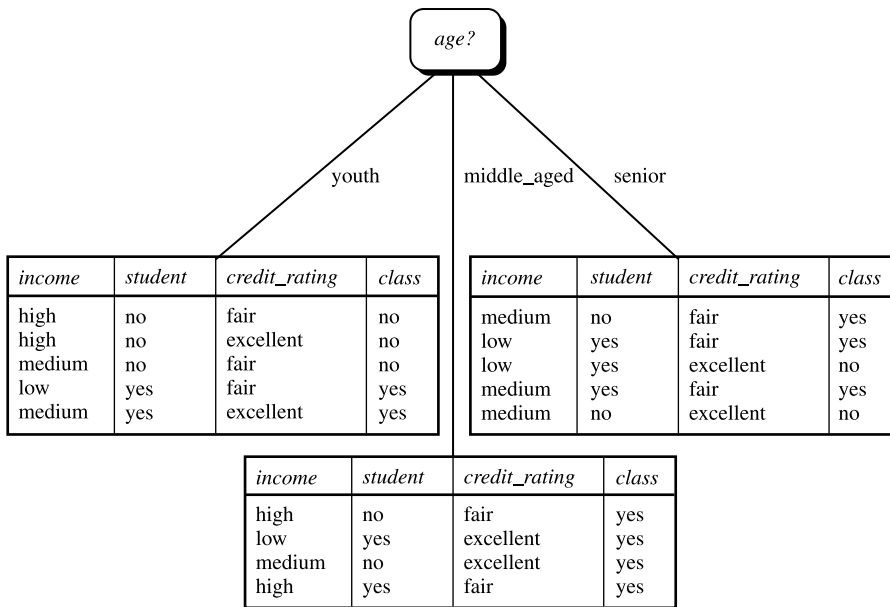 age?
youth
middle_aged
senior
income student credit_rating class
high no fair no
high no excellent no
medium no fair no
low yes fair yes
medium yes excellent yes
income student credit_rating class
medium no fair yes
low yes fair yes
low yes excellent no
medium yes fair yes
medium no excellent no
income student credit_rating class
high no fair yes
low yes excellent yes
medium no excellent yes
high yes fair yes